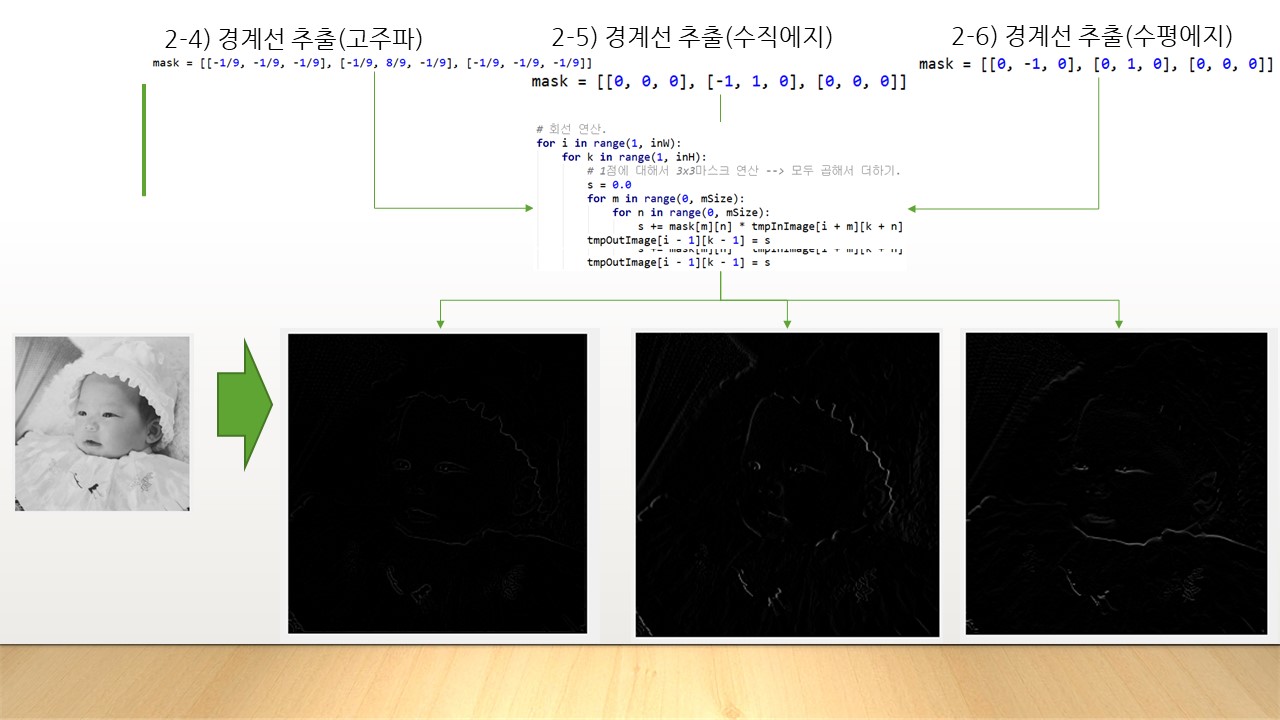 2-4) 경계선 추출(고주파)
mask = [[-1/9, -1/9, -1/9], [-1/9, 8/9, -1/9], [-1/9, -1/9, -1/9]]
2-5) 경계선 추출(수직에지)
mask = [[0, 0, 0], [-1, 1, 0], [0, 0, 0]]
2-6) 경계선 추출(수평에지)
mask = [[0, -1, 0], [0, 1, 0], [0, 0, 0]]
# 회선 연산.
for i in range(1, inW):
for k in range(1, inH):
# 1점에 대해서 3x3마스크 연산 --> 모두 곱해서 더하기.
s = 0.0
for m in range(0, mSize):
for n in range(0, mSize):
s += mask[m][n] * tmpInImage[i + m][k + n]
tmpOutImage[i - 1][k - 1] = s
s += mask[m][n] tmpInImage[i + m][k + n]
tmpOutImage[i - 1][k - 1] = s